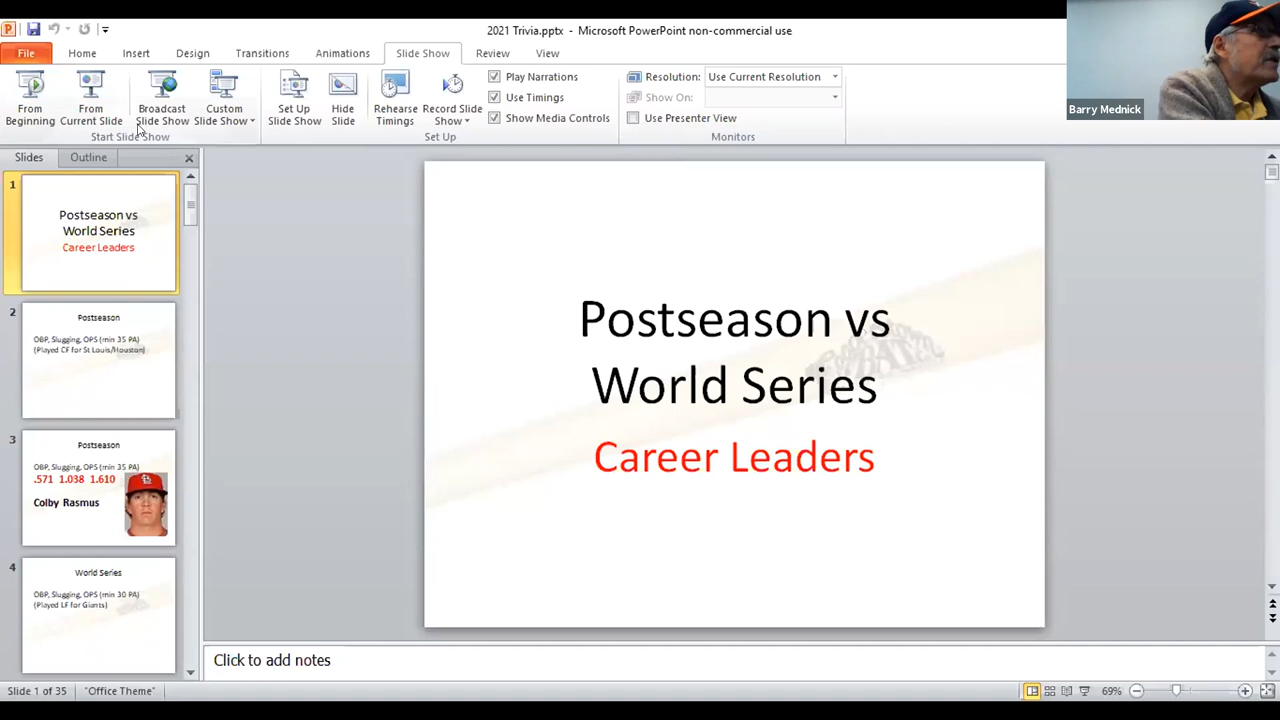 2021 Trivia.pptx - Microsoft PowerPoint non-commercial use
File Home Insert Design Transitions Animations Slide Show Review View
From Beginning
From Current Slide
Broadcast Slide Show
Custom Slide Show
Start Slide Show
Set Up Slide Show
Hide Slide
Rehearse Timings
Record Slide Show
Play Narrations
Use Timings
Show Media Controls
Set Up
Resolution: Use Current Resolution
Show On:
Use Presenter View
Monitors
Barry Mednick
Slides Outline
1
Postseason vs
World Series
Career Leaders
2
Postseason
OBP, Slugging, OPS (min 35 PA)
(Played CF for St Louis/Houston)
3
Postseason
OBP, Slugging, OPS (min 35 PA)
.571 1.038 1.610
Colby Rasmus
4
World Series
OBP, Slugging, OPS (min 30 PA)
(Played LF for Giants)
Postseason vs
World Series
Career Leaders
Click to add notes
Slide 1 of 35 "Office Theme" 69%